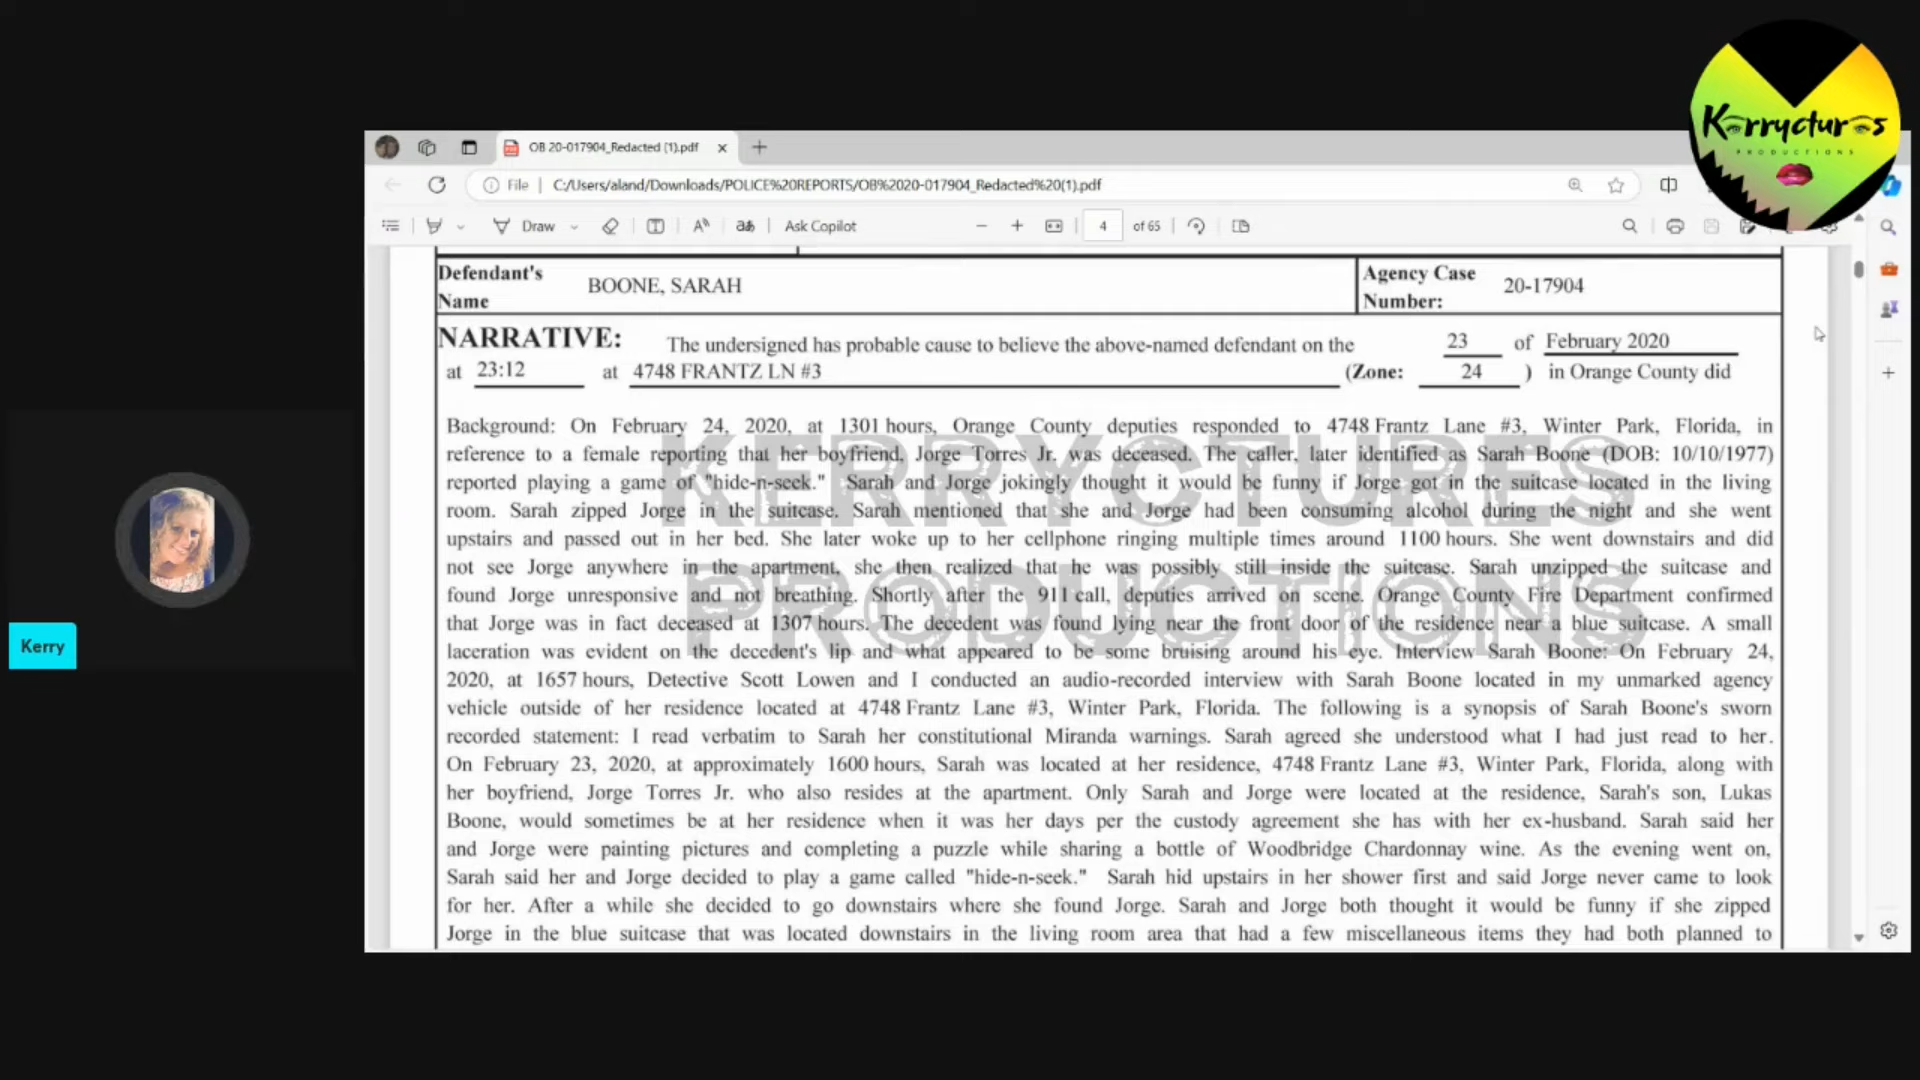 Kerryctures
PRODUCTIONS
OB 20-017904_Redacted (1).pdf
File | C:/Users/aland/Downloads/POLICE%20REPORTS/OB%2020-017904_Redacted%20(1).pdf
Draw
Ask Copilot
4 of 65
Defendant's Name BOONE, SARAH
Agency Case Number: 20-17904
NARRATIVE: The undersigned has probable cause to believe the above-named defendant on the 23 of February 2020
at 23:12 at 4748 FRANTZ LN #3 (Zone: 24 ) in Orange County did
Background: On February 24, 2020, at 1301 hours, Orange County deputies responded to 4748 Frantz Lane #3, Winter Park, Florida, in
reference to a female reporting that her boyfriend, Jorge Torres Jr. was deceased. The caller, later identified as Sarah Boone (DOB: 10/10/1977)
reported playing a game of "hide-n-seek." Sarah and Jorge jokingly thought it would be funny if Jorge got in the suitcase located in the living
room. Sarah zipped Jorge in the suitcase. Sarah mentioned that she and Jorge had been consuming alcohol during the night and she went
upstairs and passed out in her bed. She later woke up to her cellphone ringing multiple times around 1100 hours. She went downstairs and did
not see Jorge anywhere in the apartment, she then realized that he was possibly still inside the suitcase. Sarah unzipped the suitcase and
found Jorge unresponsive and not breathing. Shortly after the 911 call, deputies arrived on scene. Orange County Fire Department confirmed
that Jorge was in fact deceased at 1307 hours. The decedent was found lying near the front door of the residence near a blue suitcase. A small
laceration was evident on the decedent's lip and what appeared to be some bruising around his eye. Interview Sarah Boone: On February 24,
2020, at 1657 hours, Detective Scott Lowen and I conducted an audio-recorded interview with Sarah Boone located in my unmarked agency
vehicle outside of her residence located at 4748 Frantz Lane #3, Winter Park, Florida. The following is a synopsis of Sarah Boone's sworn
recorded statement: I read verbatim to Sarah her constitutional Miranda warnings. Sarah agreed she understood what I had just read to her.
On February 23, 2020, at approximately 1600 hours, Sarah was located at her residence, 4748 Frantz Lane #3, Winter Park, Florida, along with
her boyfriend, Jorge Torres Jr. who also resides at the apartment. Only Sarah and Jorge were located at the residence, Sarah's son, Lukas
Boone, would sometimes be at her residence when it was her days per the custody agreement she has with her ex-husband. Sarah said her
and Jorge were painting pictures and completing a puzzle while sharing a bottle of Woodbridge Chardonnay wine. As the evening went on,
Sarah said her and Jorge decided to play a game called "hide-n-seek." Sarah hid upstairs in her shower first and said Jorge never came to look
for her. After a while she decided to go downstairs where she found Jorge. Sarah and Jorge both thought it would be funny if she zipped
Jorge in the blue suitcase that was located downstairs in the living room area that had a few miscellaneous items they had both planned to
KERRYCTURES
PRODUCTIONS
Kerry